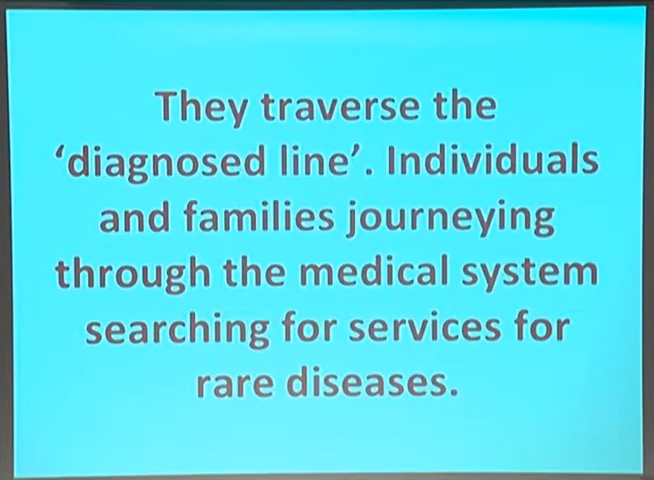 They traverse the
‘diagnosed line’. Individuals
and families journeying
through the medical system
searching for services for
rare diseases.